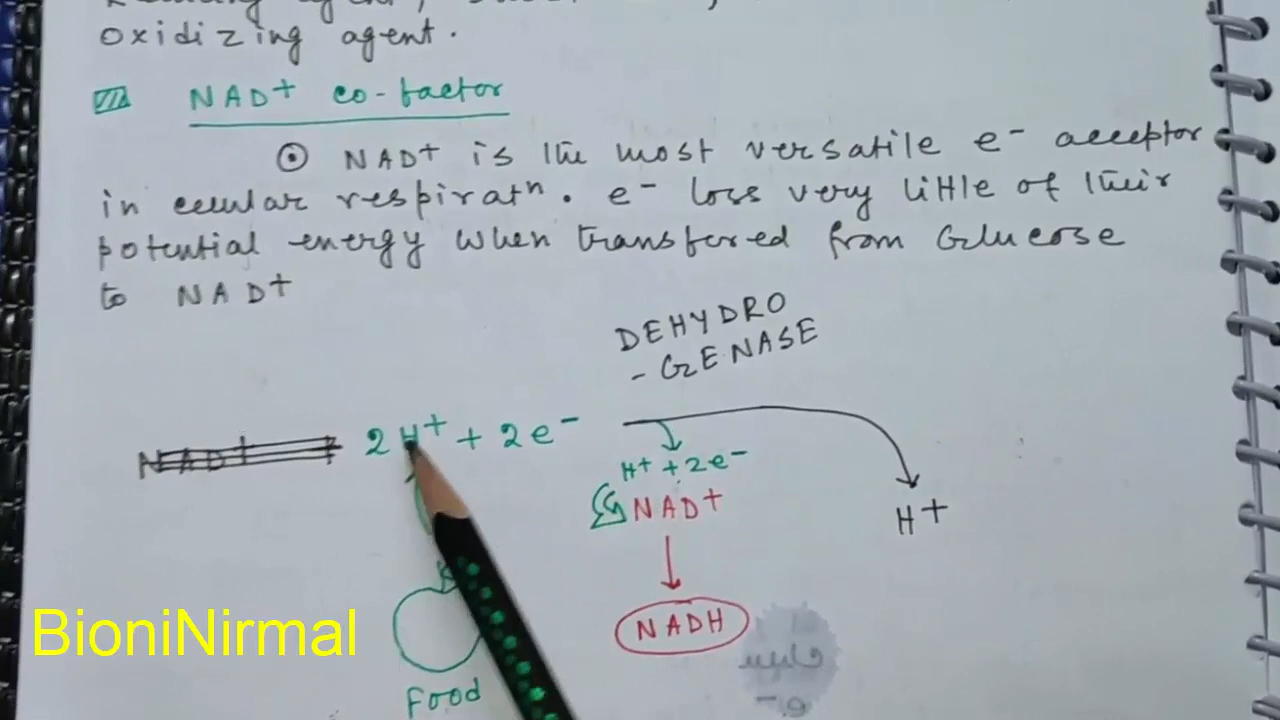 oxidizing agent.
NAD+ co-factor
NAD+ is the most versatile e- acceptor
in cellular respiratn. e- loss very little of their
potential energy when transferred from Glucose
to NAD+
DEHYDRO
-GENASE
NAD+ 2H+ + 2e-
H+ + 2e-
NAD+
H+
NADH
Food
BioniNirmal